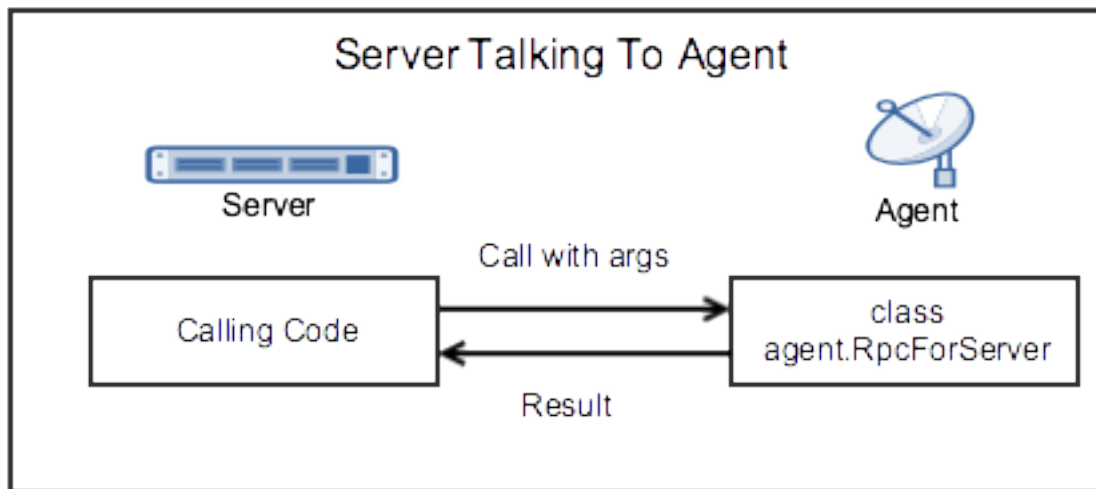 Server Talking To Agent
Server
Agent
Call with args
Calling Code
class
agent.RpcForServer
Result